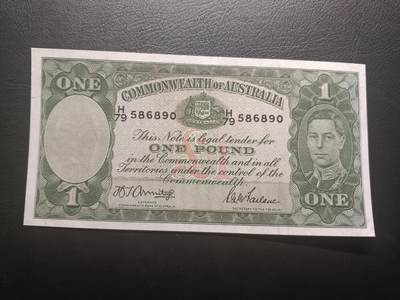 COMMONWEALTH OF AUSTRALIA
ONE
1
H
79 586890
H
79 586890
This Note is legal tender for
ONE POUND
in the Commonwealth and in all
Territories under the control of the
Commonwealth.
1
ONE